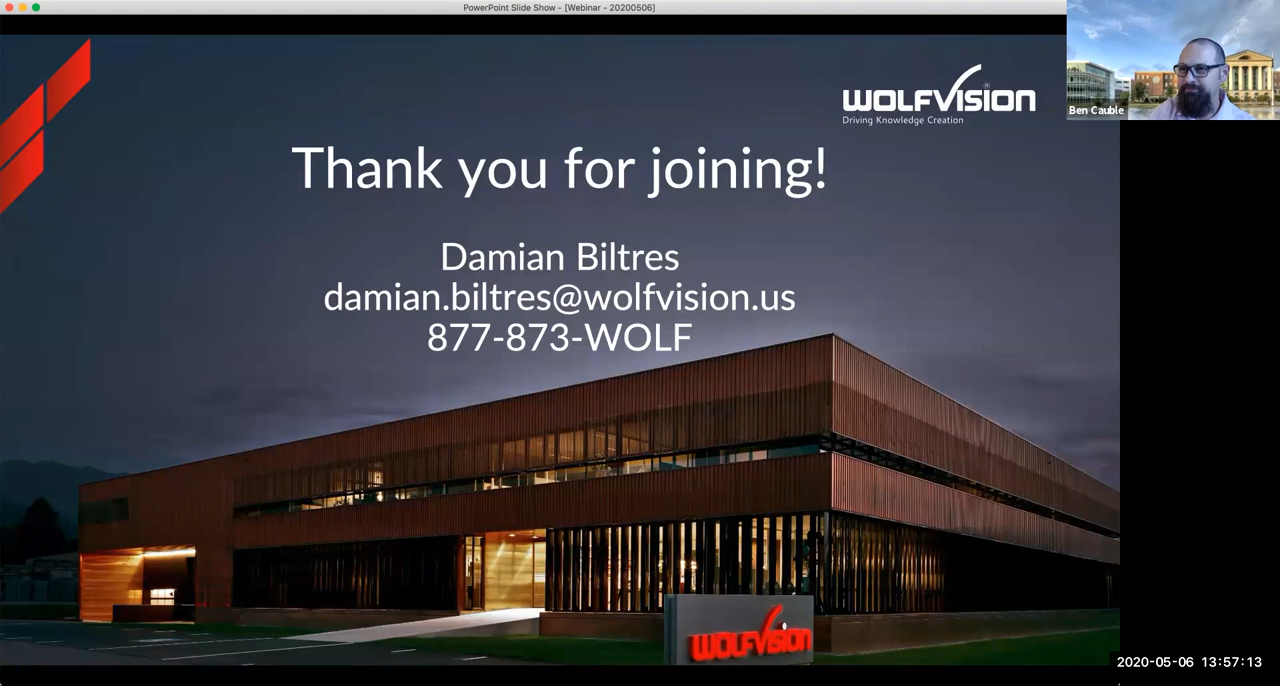 PowerPoint Slide Show - [Webinar - 20200506]
WOLFVISION
Driving Knowledge Creation
Ben Cauble
Thank you for joining!
Damian Biltres
damian.biltres@wolfvision.us
877-873-WOLF
WOLFVISION
2020-05-06 13:57:13